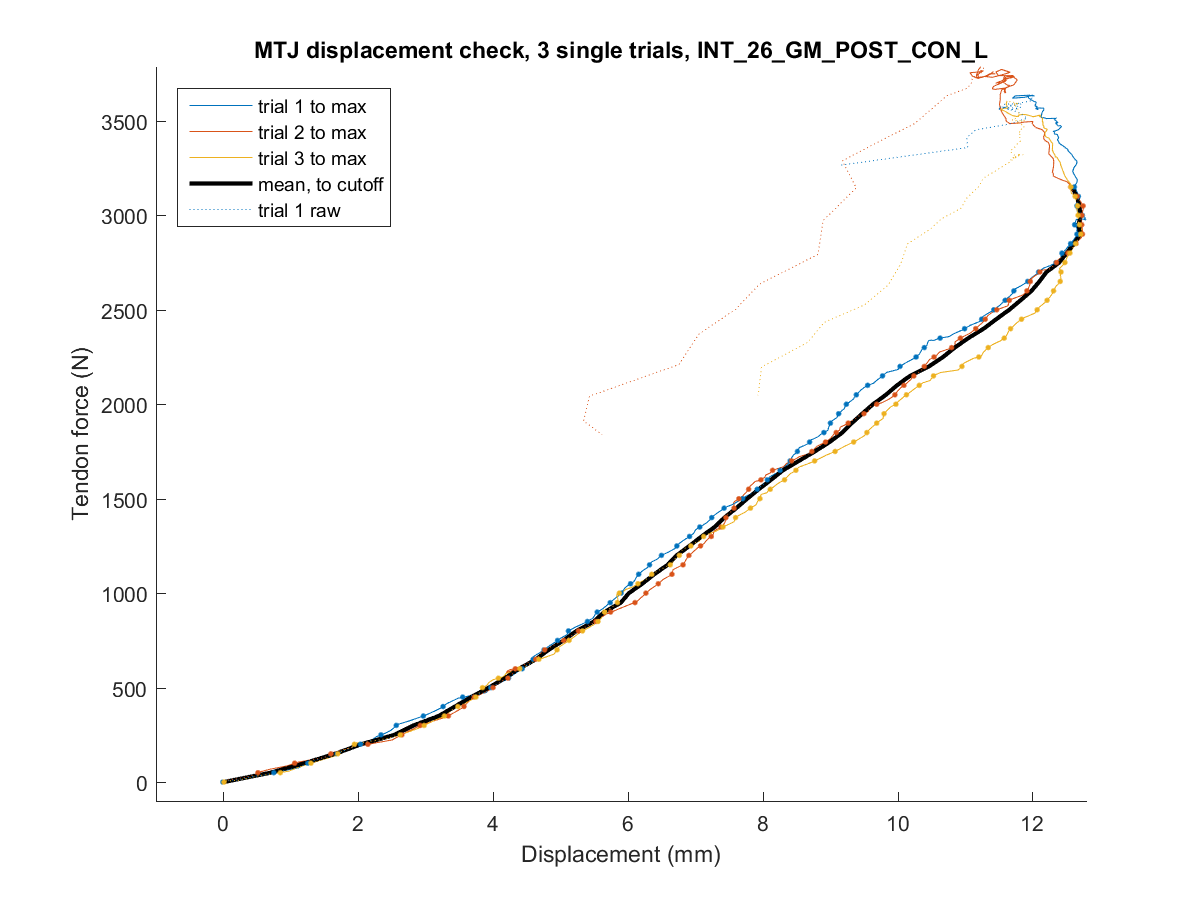 MTJ displacement check, 3 single trials, INT_26_GM_POST_CON_L
trial 1 to max
trial 2 to max
trial 3 to max
mean, to cutoff
trial 1 raw
3500
3000
2500
2000
1500
1000
500
0
Tendon force (N)
0 2 4 6 8 10 12
Displacement (mm)